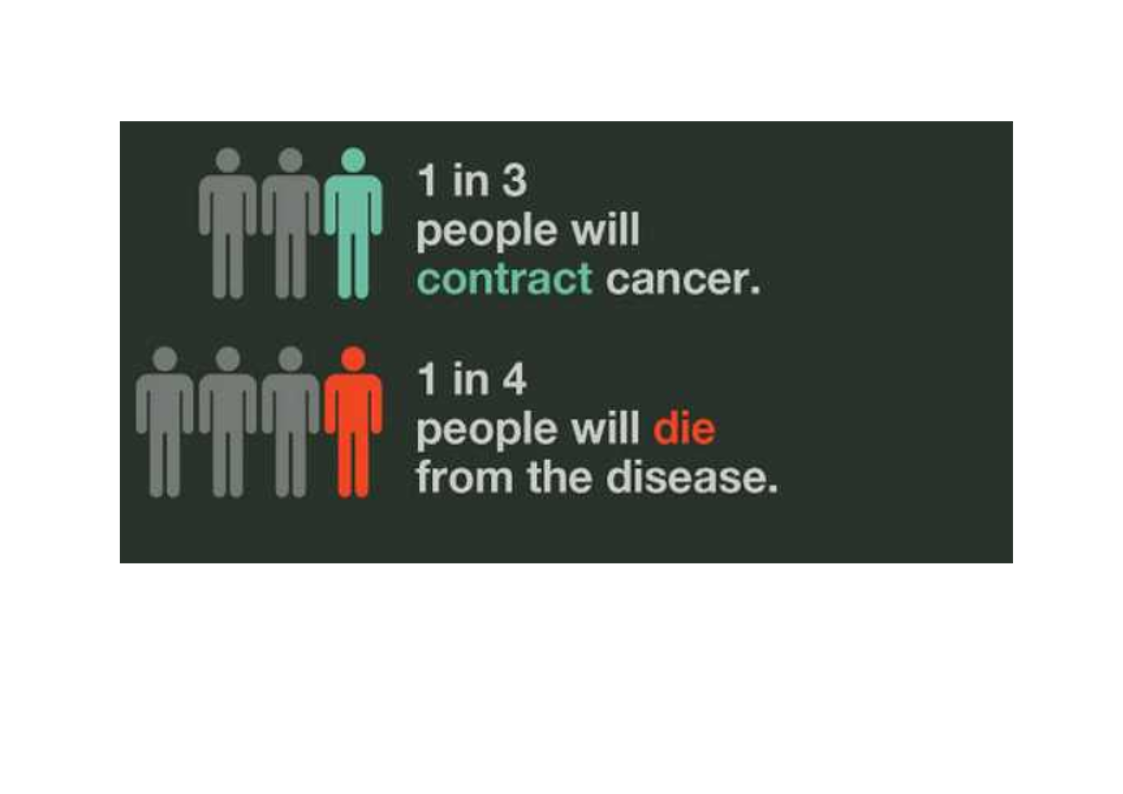 1 in 3
people will
contract cancer.
1 in 4
people will die
from the disease.